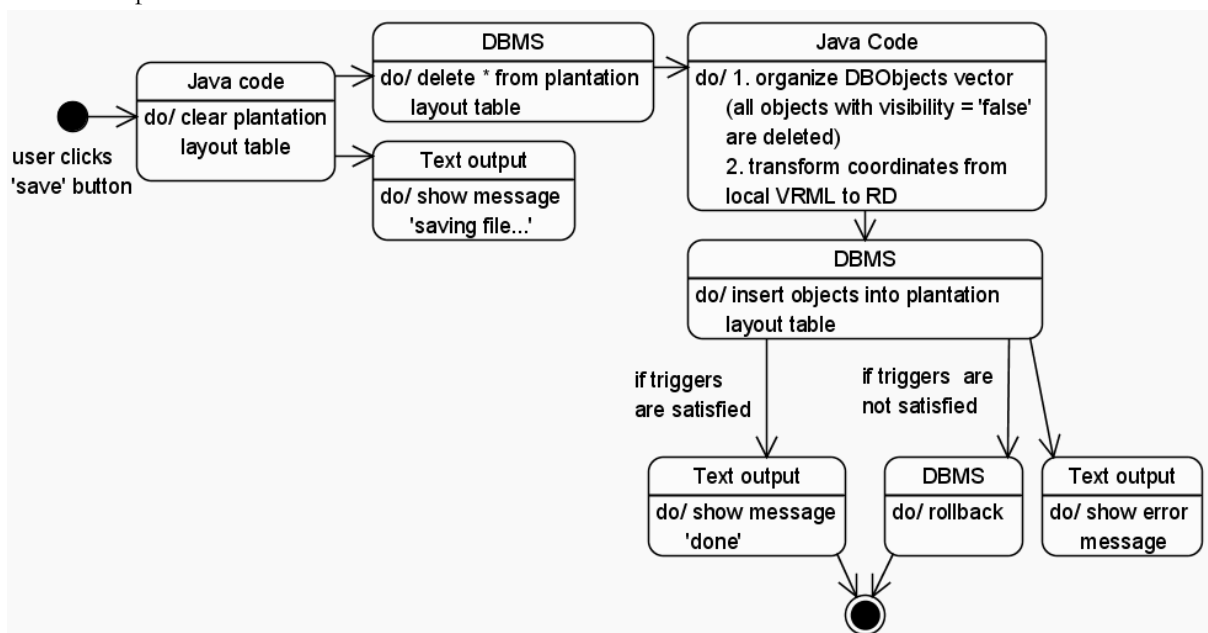 DBMS
do/ delete * from plantation
layout table
Java Code
do/ 1. organize DBObjects vector
(all objects with visibility = 'false'
are deleted)
2. transform coordinates from
local VRML to RD
Java code
do/ clear plantation
layout table
user clicks
'save' button
Text output
do/ show message
'saving file...'
DBMS
do/ insert objects into plantation
layout table
if triggers
are satisfied
if triggers are
not satisfied
Text output
do/ show message
'done'
DBMS
do/ rollback
Text output
do/ show error
message